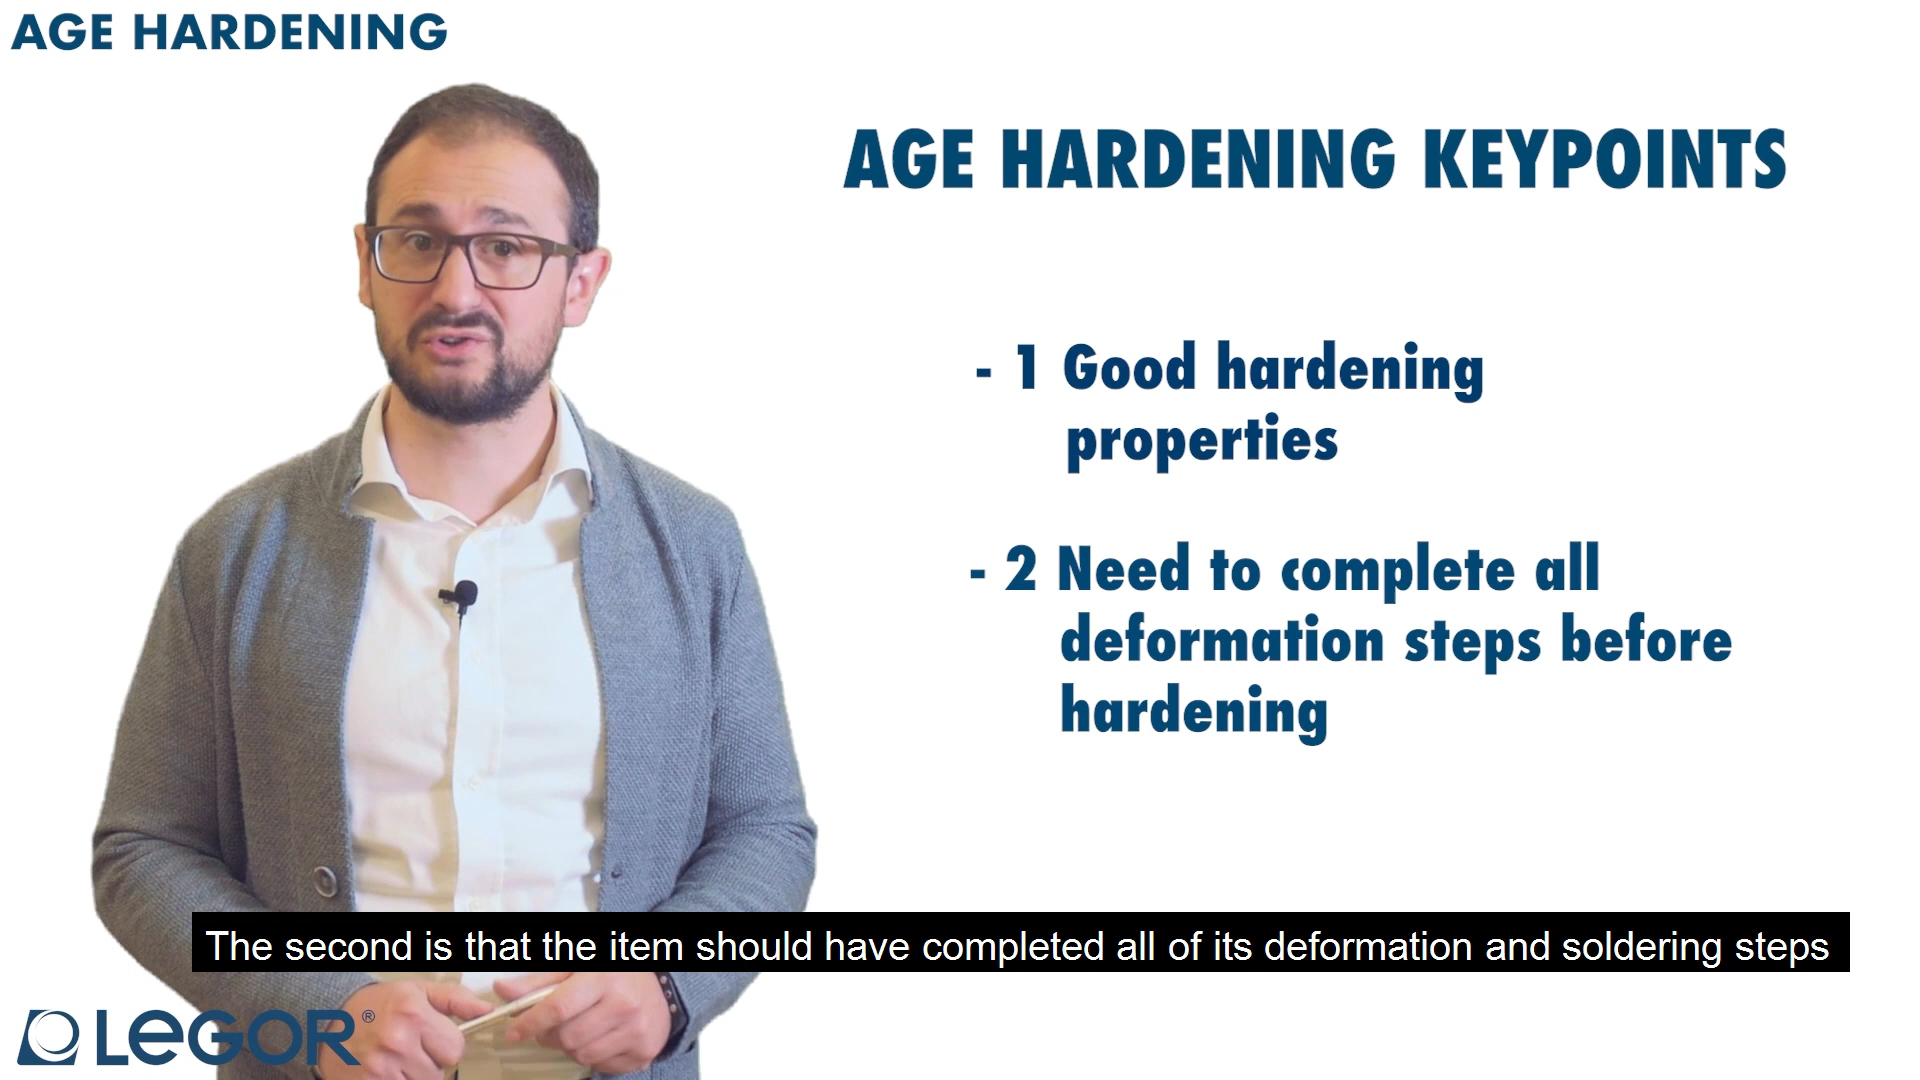 AGE HARDENING
AGE HARDENING KEYPOINTS
- 1 Good hardening
properties
- 2 Need to complete all
deformation steps before
hardening
The second is that the item should have completed all of its deformation and soldering steps
LEGOR®